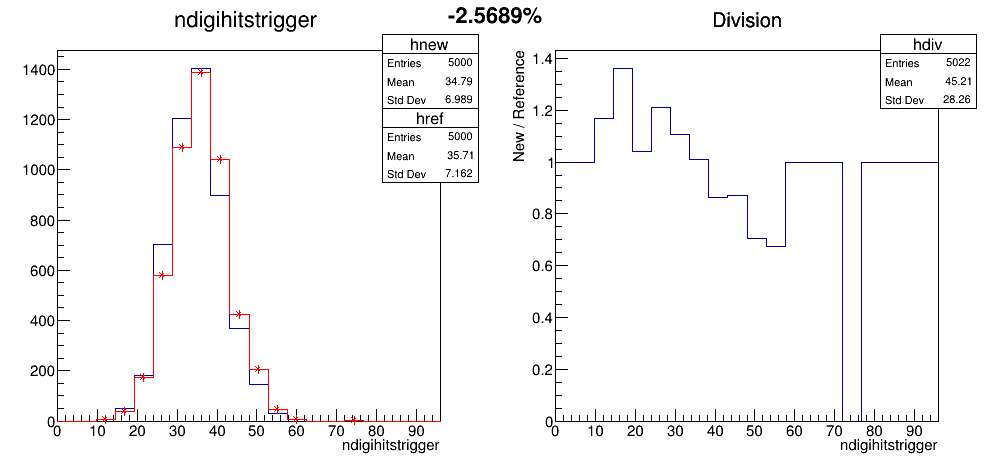 -2.5689%
ndigihitstrigger
hnew
Entries 5000
Mean 34.79
Std Dev 6.989
href
Entries 5000
Mean 35.71
Std Dev 7.162
1400
1200
1000
800
600
400
200
0
0 10 20 30 40 50 60 70 80 90
ndigihitstrigger
Division
hdiv
Entries 5022
Mean 45.21
Std Dev 28.26
New / Reference
1.4
1.2
1
0.8
0.6
0.4
0.2
0
0 10 20 30 40 50 60 70 80 90
ndigihitstrigger